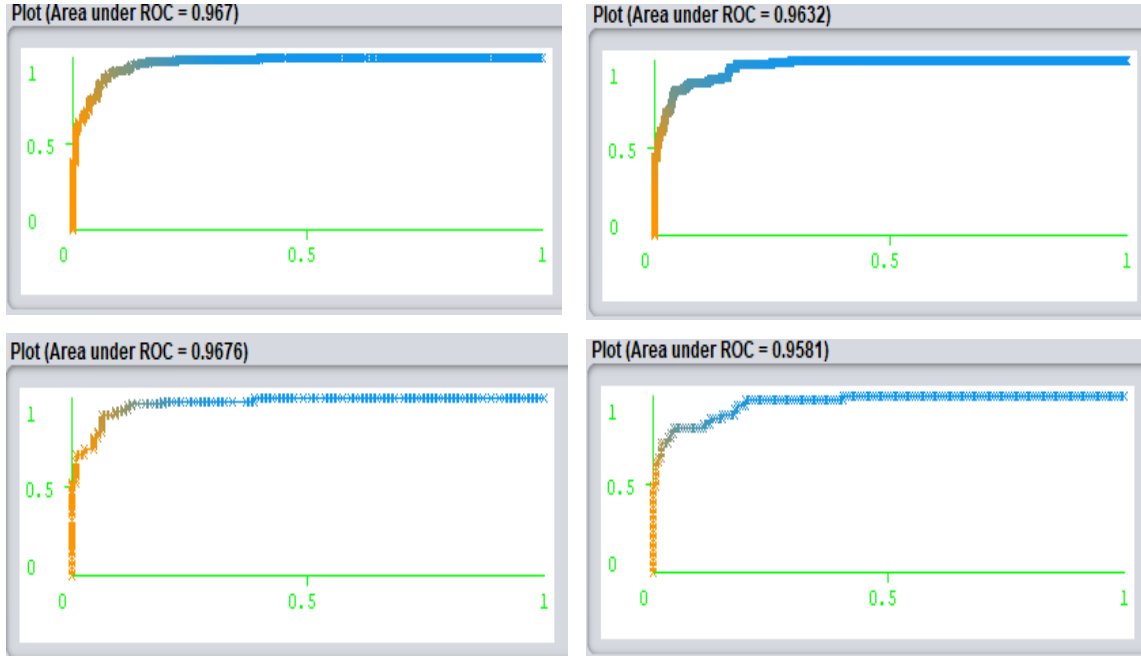 Plot (Area under ROC = 0.967)
1
0.5
0
0 0.5 1
Plot (Area under ROC = 0.9632)
1
0.5
0
0 0.5 1
Plot (Area under ROC = 0.9676)
1
0.5
0
0 0.5 1
Plot (Area under ROC = 0.9581)
1
0.5
0
0 0.5 1